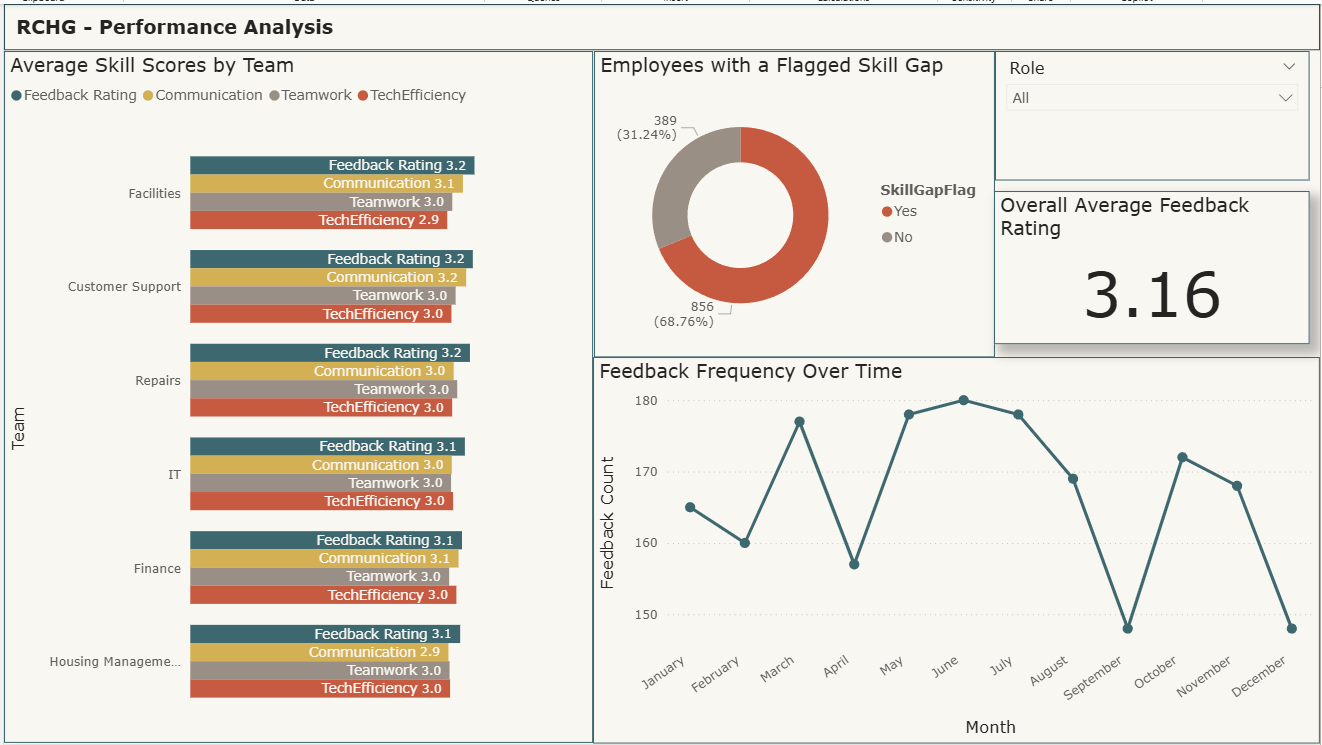 RCHG - Performance Analysis
Average Skill Scores by Team
Feedback Rating Communication Teamwork TechEfficiency
Team
Facilities
Feedback Rating 3.2
Communication 3.1
Teamwork 3.0
TechEfficiency 2.9
Customer Support
Feedback Rating 3.2
Communication 3.2
Teamwork 3.0
TechEfficiency 3.0
Repairs
Feedback Rating 3.2
Communication 3.0
Teamwork 3.0
TechEfficiency 3.0
IT
Feedback Rating 3.1
Communication 3.0
Teamwork 3.0
TechEfficiency 3.0
Finance
Feedback Rating 3.1
Communication 3.1
Teamwork 3.0
TechEfficiency 3.0
Housing Manageme...
Feedback Rating 3.1
Communication 2.9
Teamwork 3.0
TechEfficiency 3.0
Employees with a Flagged Skill Gap
389
(31.24%)
856
(68.76%)
SkillGapFlag
Yes
No
Role
All
Overall Average Feedback
Rating
3.16
Feedback Frequency Over Time
Feedback Count
180
170
160
150
January February March April May June July August September October November December
Month